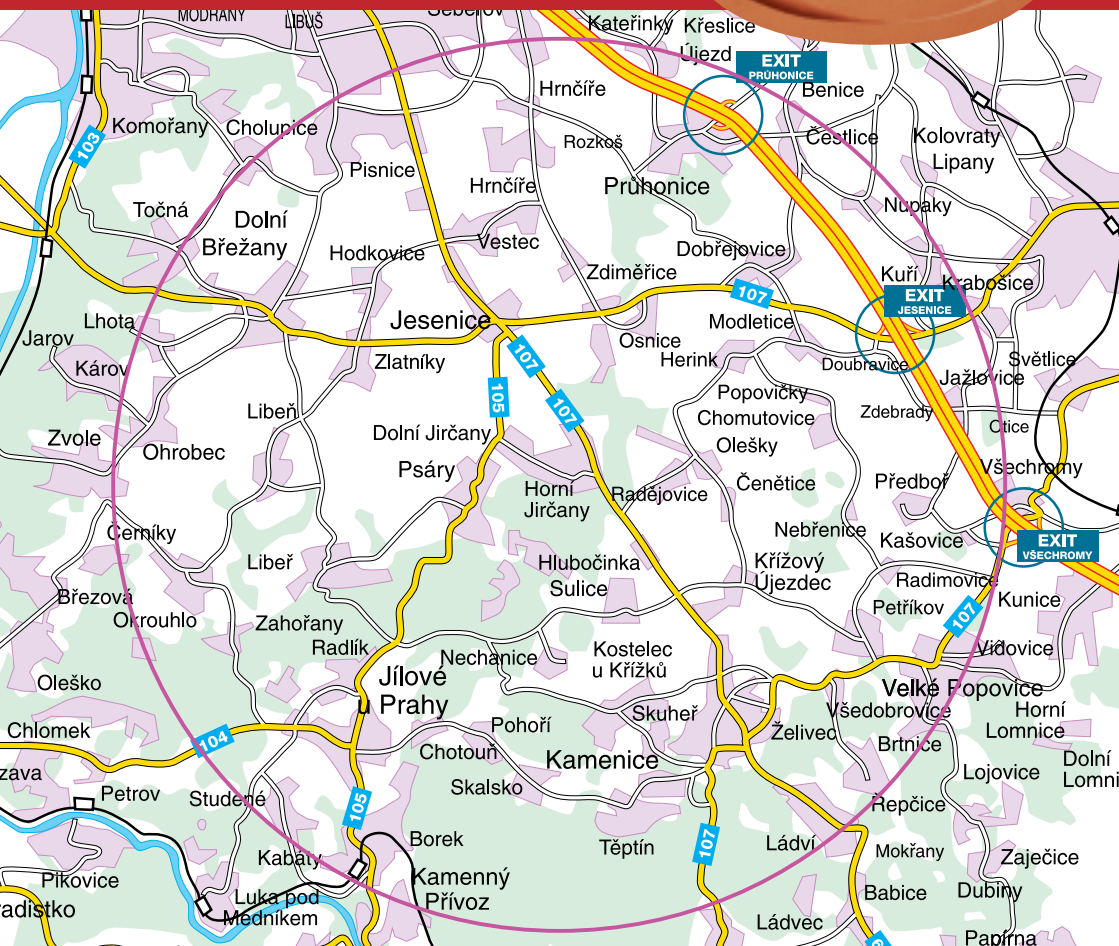 MODŘANY
LIBUŠ
Kateřinky
Křeslice
Újezd
EXIT
PRŮHONICE
Hrnčíře
Benice
Komořany
Cholupice
103
Rozkoš
Čestlice
Kolovraty
Lipany
Pisnice
Hrnčíře
Průhonice
Točná
Dolní
Břežany
Nupaky
Hodkovice
Vestec
Dobřejovice
Zdiměřice
Kuří
Krabošice
107
EXIT
JESENICE
Lhota
Jesenice
Modletice
Jarov
Osnice
Herink
Zlatníky
107
Doubravice
Světlice
Károv
Jažlovice
105
107
Popovičky
Libeň
Chomutovice
Zdebrady
Otice
Zvole
Dolní Jirčany
Olešky
Ohrobec
Psáry
Všechromy
Horní
Jirčany
Radějovice
Čenětice
Předboř
Černíky
Nebřenice
Kašovice
EXIT
VŠECHROMY
Libeř
Hlubočinka
Křížový
Újezdec
Sulice
Radimovice
Březová
Petříkov
107
Kunice
Okrouhlo
Zahořany
Radlík
Nechanice
Kostelec
u Křížků
Vidovice
Oleško
Jílové
u Prahy
Velké Popovice
Skuheř
Všedobrovice
Horní
Lomnice
Chlomek
104
Pohoří
Želivec
Brtnice
Chotouň
Kamenice
Dolní
Lomni
zava
Lojovice
Petrov
Studené
Skalsko
105
Řepčice
Borek
Těptín
107
Ládví
Mokřany
Zaječice
Kabáty
Pikovice
Kamenný
Přívoz
Babice
Dubiny
Luka pod
Medníkem
radistko
Ládvec
Papírna